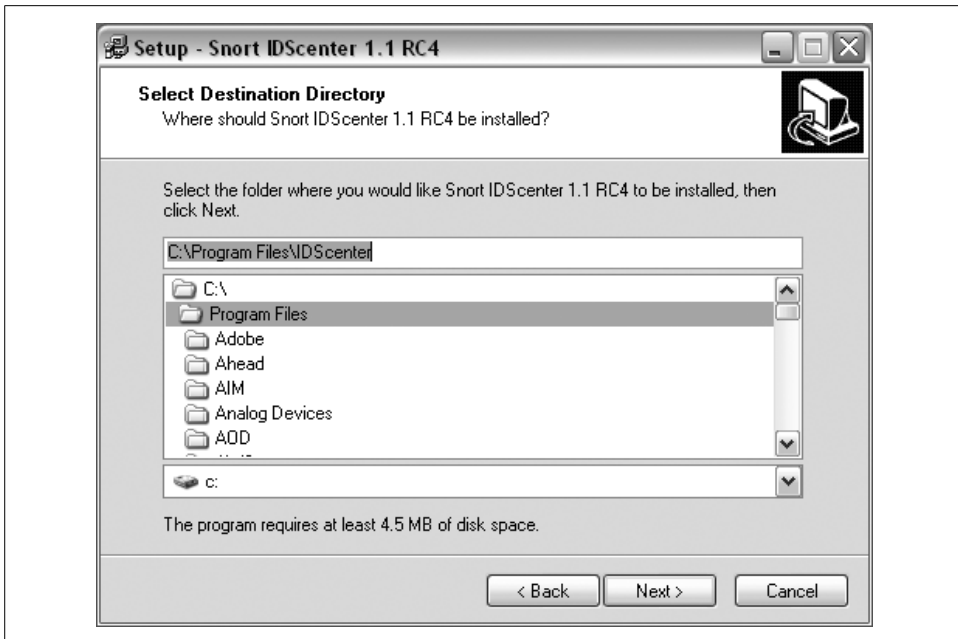 Setup - Snort IDScenter 1.1 RC4
Select Destination Directory
Where should Snort IDScenter 1.1 RC4 be installed?
Select the folder where you would like Snort IDScenter 1.1 RC4 to be installed, then
click Next.
C:\Program Files\IDScenter
C:\
Program Files
Adobe
Ahead
AIM
Analog Devices
AOD
c:
The program requires at least 4.5 MB of disk space.
< Back
Next >
Cancel